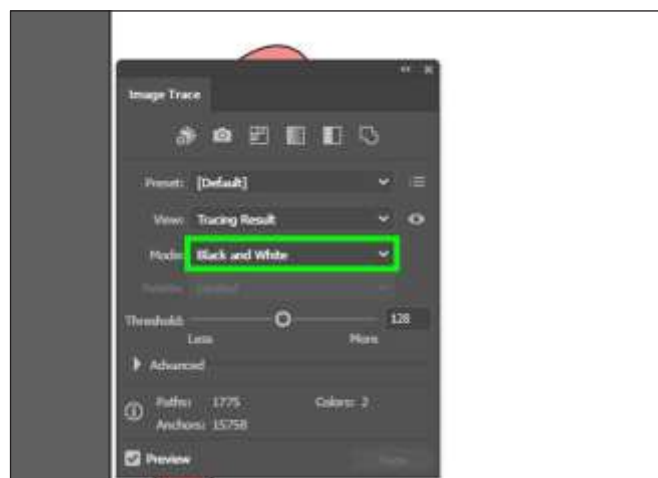 Image Trace
Preset: [Default]
View: Tracing Result
Mode: Black and White
Threshold: 128
Less More
Advanced
Paths: 1775 Colors: 2
Anchors: 15758
Preview